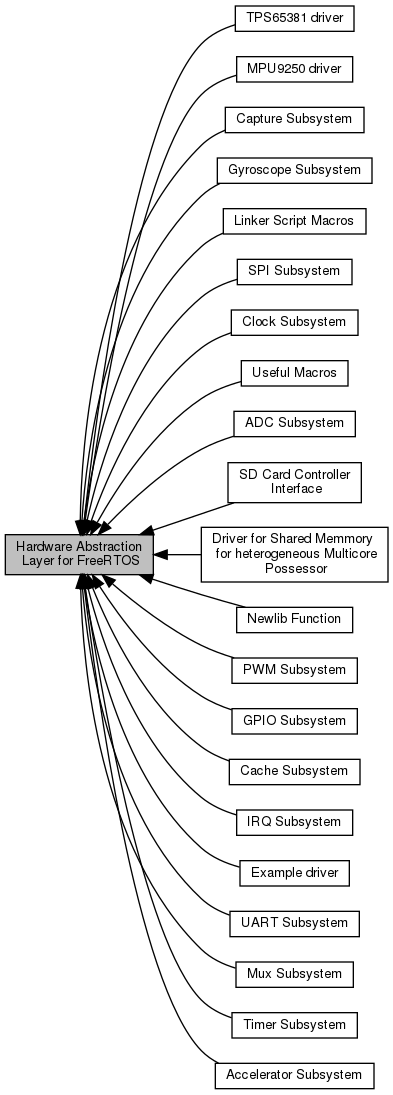 TPS65381 driver
MPU9250 driver
Capture Subsystem
Gyroscope Subsystem
Linker Script Macros
SPI Subsystem
Clock Subsystem
Useful Macros
ADC Subsystem
SD Card Controller
Interface
Hardware Abstraction
Layer for FreeRTOS
Driver for Shared Memmory
for heterogeneous Multicore
Possessor
Newlib Function
PWM Subsystem
GPIO Subsystem
Cache Subsystem
IRQ Subsystem
Example driver
UART Subsystem
Mux Subsystem
Timer Subsystem
Accelerator Subsystem